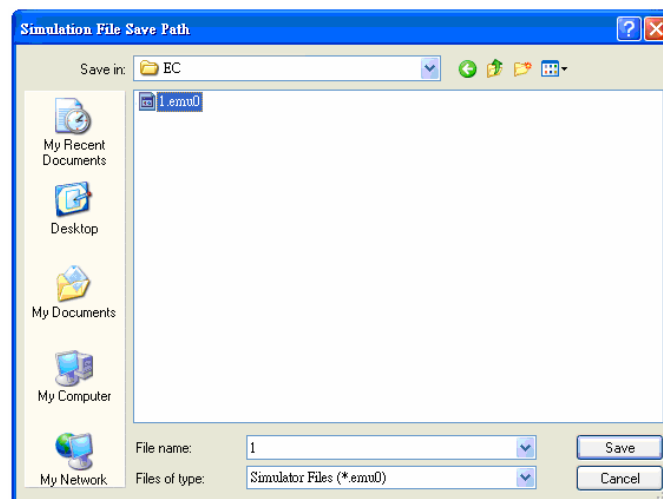 Simulation File Save Path
Save in: EC
1.emu0
My Recent
Documents
Desktop
My Documents
My Computer
My Network
File name: 1 Save
Files of type: Simulator Files (*.emu0) Cancel